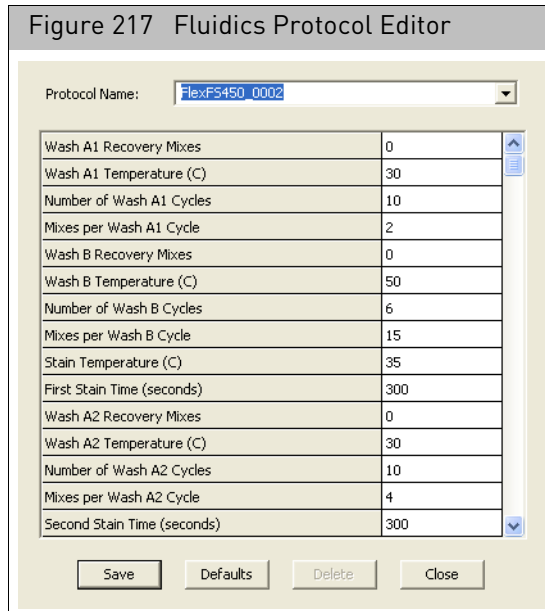 Figure 217 Fluidics Protocol Editor
Protocol Name: FlexFS450_0002
Wash A1 Recovery Mixes 0
Wash A1 Temperature (C) 30
Number of Wash A1 Cycles 10
Mixes per Wash A1 Cycle 2
Wash B Recovery Mixes 0
Wash B Temperature (C) 50
Number of Wash B Cycles 6
Mixes per Wash B Cycle 15
Stain Temperature (C) 35
First Stain Time (seconds) 300
Wash A2 Recovery Mixes 0
Wash A2 Temperature (C) 30
Number of Wash A2 Cycles 10
Mixes per Wash A2 Cycle 4
Second Stain Time (seconds) 300
Save Defaults Delete Close